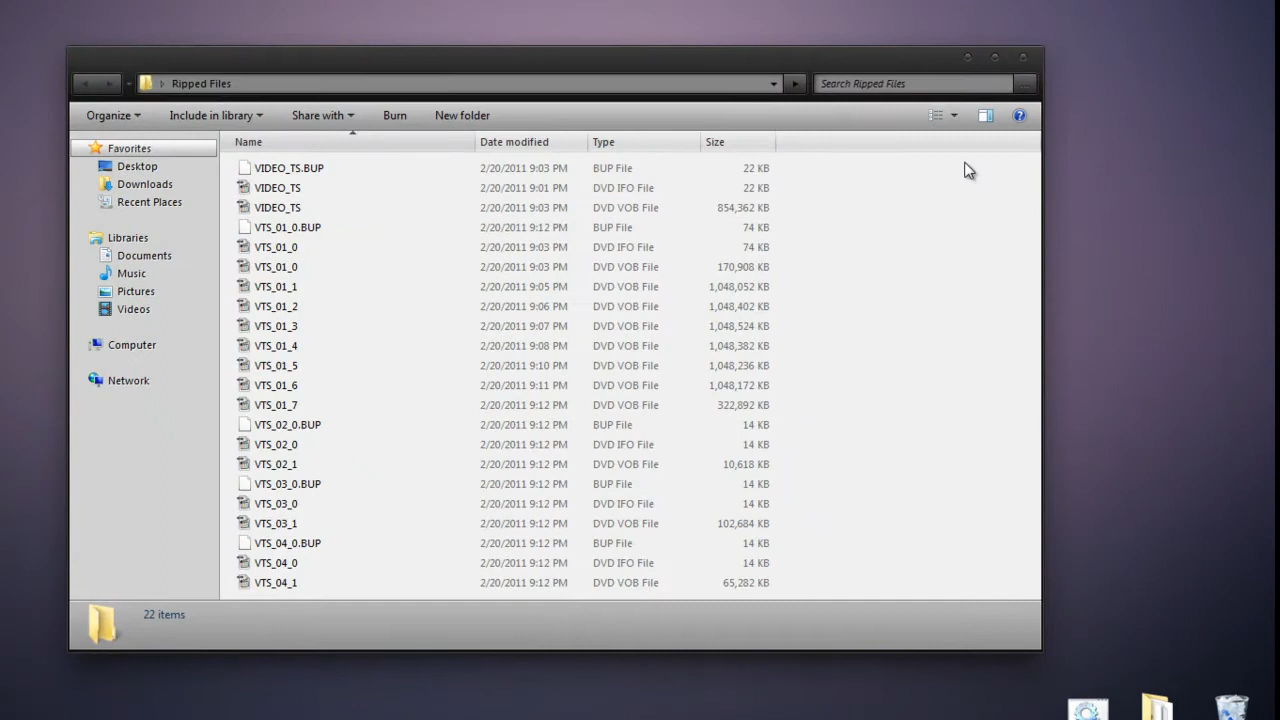 Ripped Files
Search Ripped Files
Organize Include in library Share with Burn New folder
Name Date modified Type Size
Favorites
Desktop
Downloads
Recent Places
Libraries
Documents
Music
Pictures
Videos
Computer
Network
VIDEO_TS.BUP 2/20/2011 9:03 PM BUP File 22 KB
VIDEO_TS 2/20/2011 9:01 PM DVD IFO File 22 KB
VIDEO_TS 2/20/2011 9:03 PM DVD VOB File 854,362 KB
VTS_01_0.BUP 2/20/2011 9:12 PM BUP File 74 KB
VTS_01_0 2/20/2011 9:03 PM DVD IFO File 74 KB
VTS_01_0 2/20/2011 9:03 PM DVD VOB File 170,908 KB
VTS_01_1 2/20/2011 9:05 PM DVD VOB File 1,048,052 KB
VTS_01_2 2/20/2011 9:06 PM DVD VOB File 1,048,402 KB
VTS_01_3 2/20/2011 9:07 PM DVD VOB File 1,048,524 KB
VTS_01_4 2/20/2011 9:08 PM DVD VOB File 1,048,382 KB
VTS_01_5 2/20/2011 9:10 PM DVD VOB File 1,048,236 KB
VTS_01_6 2/20/2011 9:11 PM DVD VOB File 1,048,172 KB
VTS_01_7 2/20/2011 9:12 PM DVD VOB File 322,892 KB
VTS_02_0.BUP 2/20/2011 9:12 PM BUP File 14 KB
VTS_02_0 2/20/2011 9:12 PM DVD IFO File 14 KB
VTS_02_1 2/20/2011 9:12 PM DVD VOB File 10,618 KB
VTS_03_0.BUP 2/20/2011 9:12 PM BUP File 14 KB
VTS_03_0 2/20/2011 9:12 PM DVD IFO File 14 KB
VTS_03_1 2/20/2011 9:12 PM DVD VOB File 102,684 KB
VTS_04_0.BUP 2/20/2011 9:12 PM BUP File 14 KB
VTS_04_0 2/20/2011 9:12 PM DVD IFO File 14 KB
VTS_04_1 2/20/2011 9:12 PM DVD VOB File 65,282 KB
22 items